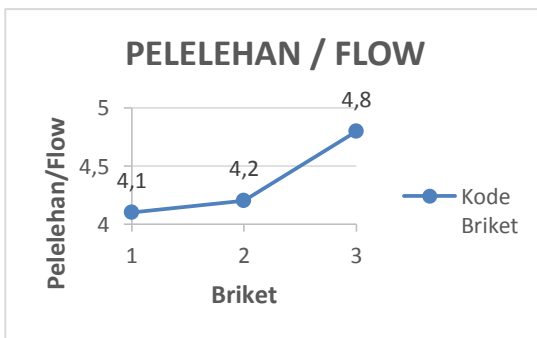 PELELEHAN / FLOW
Pelelehan/Flow
5
4,5
4
4,1
4,2
4,8
1
2
3
Briket
Kode
Briket